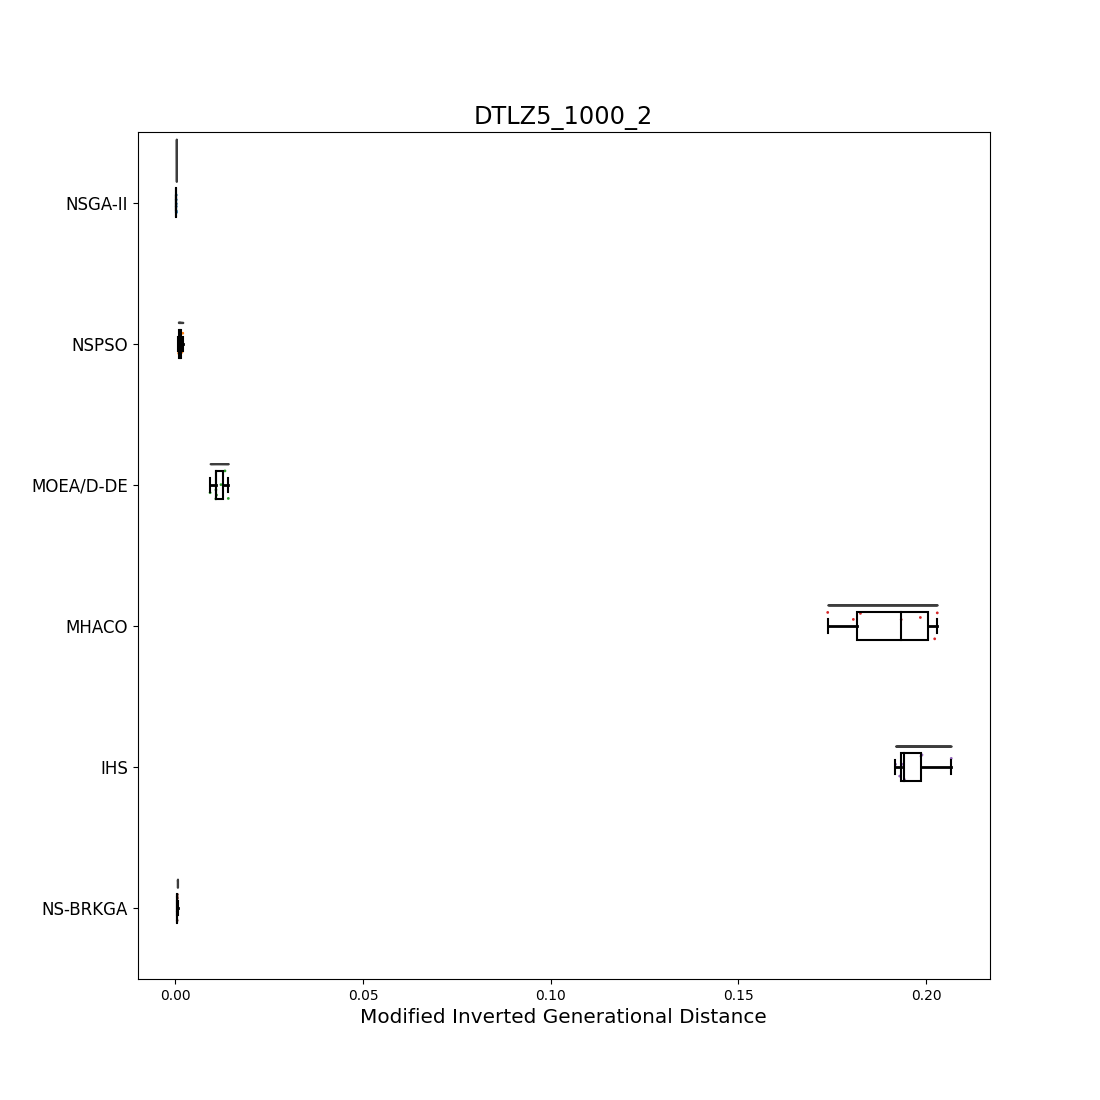 DTLZ5_1000_2
NSGA-II
NSPSO
MOEA/D-DE
MHACO
IHS
NS-BRKGA
0.00
0.05
0.10
0.15
0.20
Modified Inverted Generational Distance